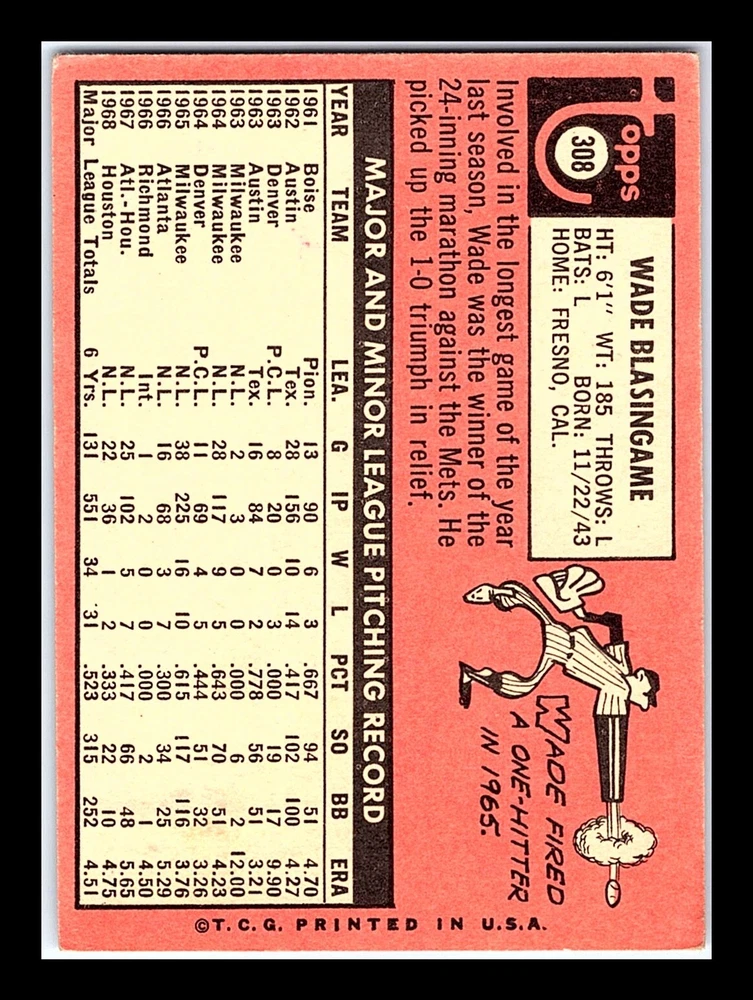 Topps
308
WADE BLASINGAME
HT: 6'1" WT: 185 THROWS: L
BATS: L BORN: 11/22/43
HOME: FRESNO, CAL.
Involved in the longest game of the year
last season, Wade was the winner of the
24-inning marathon against the Mets. He
picked up the 1-0 triumph in relief.
WADE FIRED
A ONE-HITTER
IN 1965.
MAJOR AND MINOR LEAGUE PITCHING RECORD
YEAR TEAM LEA. G IP W L PCT SO BB ERA
1961 Boise Pion. 13 90 6 3 .667 94 51 4.70
1962 Austin Tex. 28 156 10 14 .417 102 100 4.27
1963 Denver P.C.L. 8 20 0 3 .000 19 17 9.90
1963 Austin Tex. 16 84 7 2 .778 56 51 3.21
1963 Milwaukee N.L. 2 3 0 0 .000 6 2 12.00
1964 Milwaukee N.L. 28 117 9 5 .643 70 51 4.23
1964 Denver P.C.L. 11 69 4 5 .444 51 32 3.26
1965 Milwaukee N.L. 38 225 16 10 .615 117 116 3.76
1966 Atlanta N.L. 16 68 3 7 .300 34 25 5.29
1966 Richmond Int. 1 2 0 0 .000 2 1 4.50
1967 Atl.-Hou. N.L. 25 102 5 7 .417 66 48 5.65
1968 Houston N.L. 22 36 1 2 .333 22 10 4.75
Major League Totals 6 Yrs. 131 551 34 31 .523 315 252 4.51
©T.C.G. PRINTED IN U.S.A.